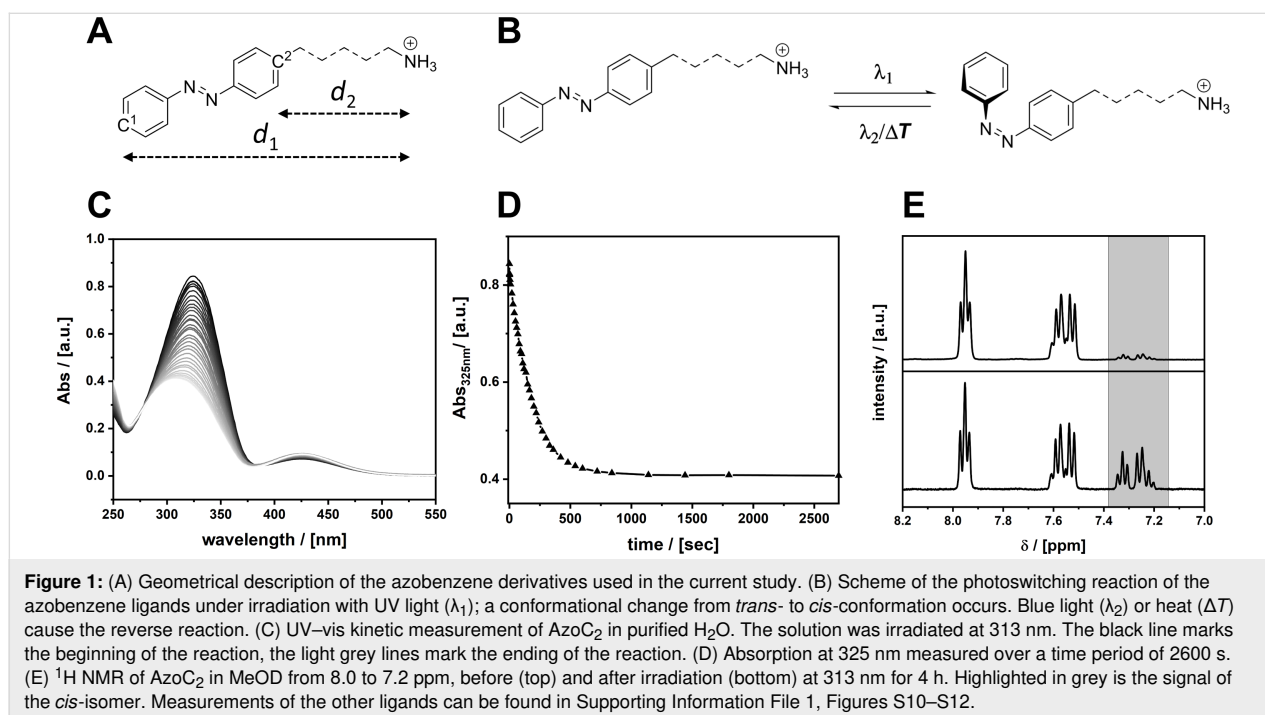 A
C1
N
N
C2
⊕
NH3
d2
d1
B
N
N
⊕
NH3
λ1
λ2/ΔT
N
N
⊕
NH3
C
Abs / [a.u.]
1.0
0.8
0.6
0.4
0.2
0.0
250 300 350 400 450 500 550
wavelength / [nm]
D
Abs325nm/ [a.u.]
0.8
0.6
0.4
0 500 1000 1500 2000 2500
time / [sec]
E
intensity / [a.u.]
8.2 8.0 7.8 7.6 7.4 7.2 7.0
δ / [ppm]
Figure 1: (A) Geometrical description of the azobenzene derivatives used in the current study. (B) Scheme of the photoswitching reaction of the
azobenzene ligands under irradiation with UV light (λ1); a conformational change from trans- to cis-conformation occurs. Blue light (λ2) or heat (ΔT)
cause the reverse reaction. (C) UV–vis kinetic measurement of AzoC2 in purified H2O. The solution was irradiated at 313 nm. The black line marks
the beginning of the reaction, the light grey lines mark the ending of the reaction. (D) Absorption at 325 nm measured over a time period of 2600 s.
(E) 1H NMR of AzoC2 in MeOD from 8.0 to 7.2 ppm, before (top) and after irradiation (bottom) at 313 nm for 4 h. Highlighted in grey is the signal of
the cis-isomer. Measurements of the other ligands can be found in Supporting Information File 1, Figures S10–S12.